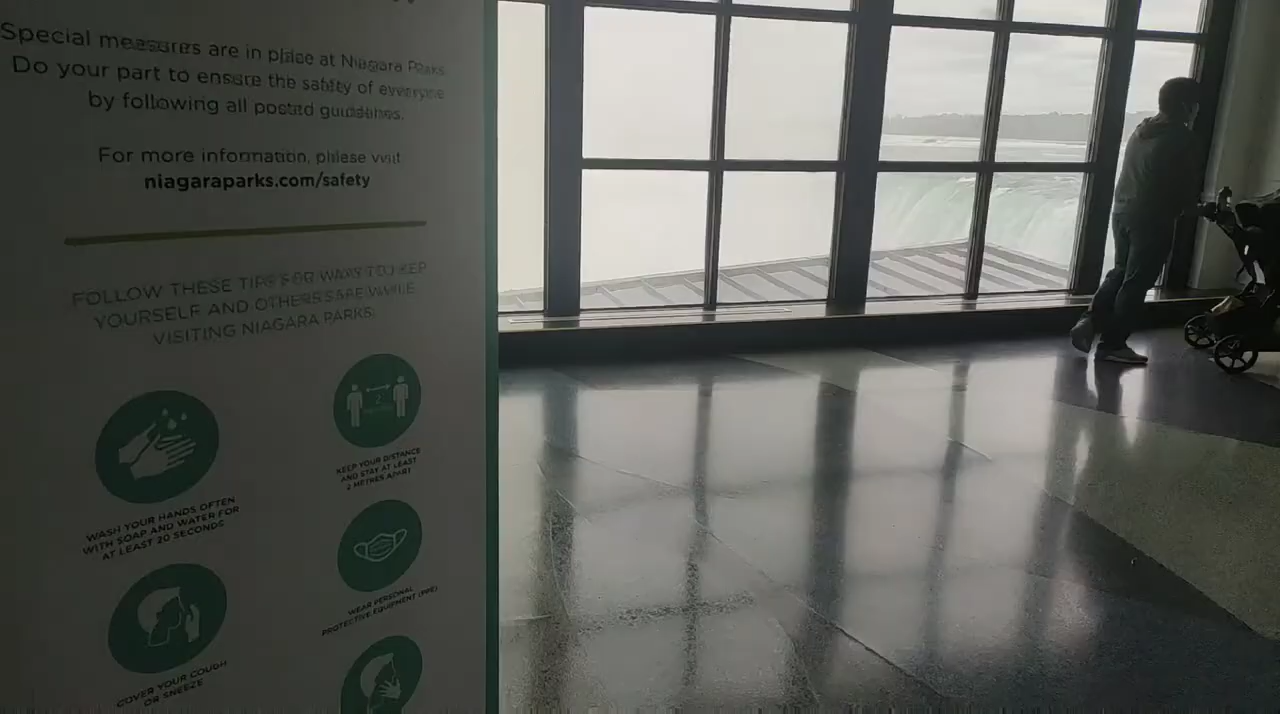 Special measures are in place at Niagara Parks.
Do your part to ensure the safety of everyone
by following all posted guidelines.
For more information, please visit
niagaraparks.com/safety
FOLLOW THESE TIPS FOR WAYS TO KEEP
YOURSELF AND OTHERS SAFE WHILE
VISITING NIAGARA PARKS:
WASH YOUR HANDS OFTEN
WITH SOAP AND WATER FOR
AT LEAST 20 SECONDS
2
KEEP YOUR DISTANCE
AND STAY AT LEAST
2 METRES APART
WEAR PERSONAL
PROTECTIVE EQUIPMENT (PPE)
COVER YOUR COUGH
OR SNEEZE